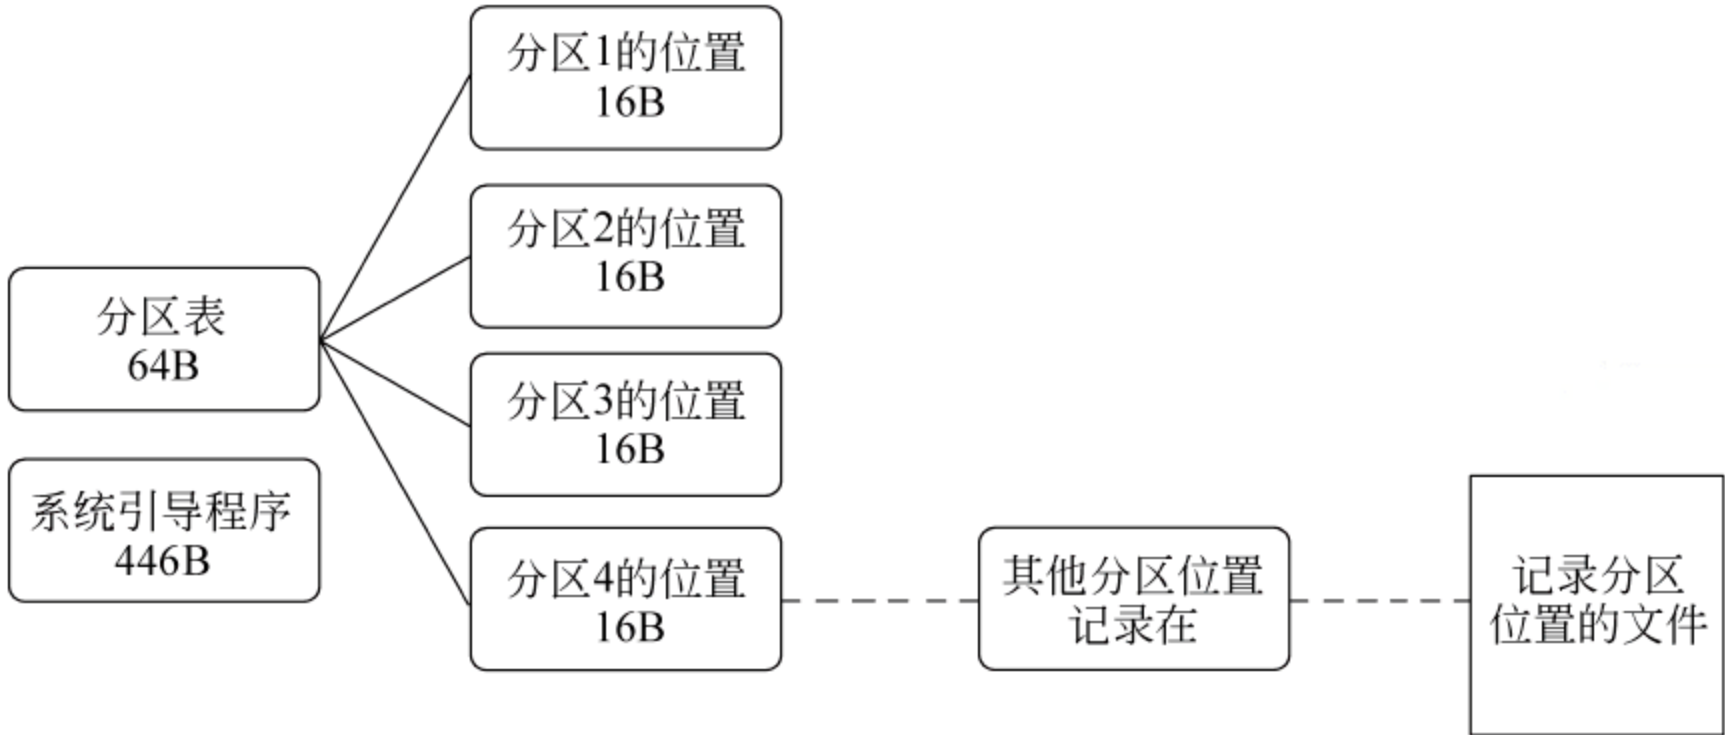 分区1的位置
16B
分区2的位置
16B
分区表
64B
分区3的位置
16B
系统引导程序
446B
分区4的位置
16B
其他分区位置
记录在
记录分区
位置的文件